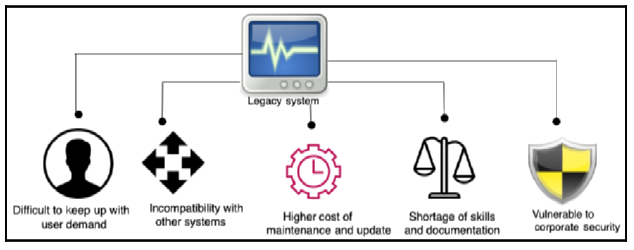 Legacy system
Difficult to keep up with
user demand
Incompatibility with
other systems
Higher cost of
maintenance and update
Shortage of skills
and documentation
Vulnerable to
corporate security